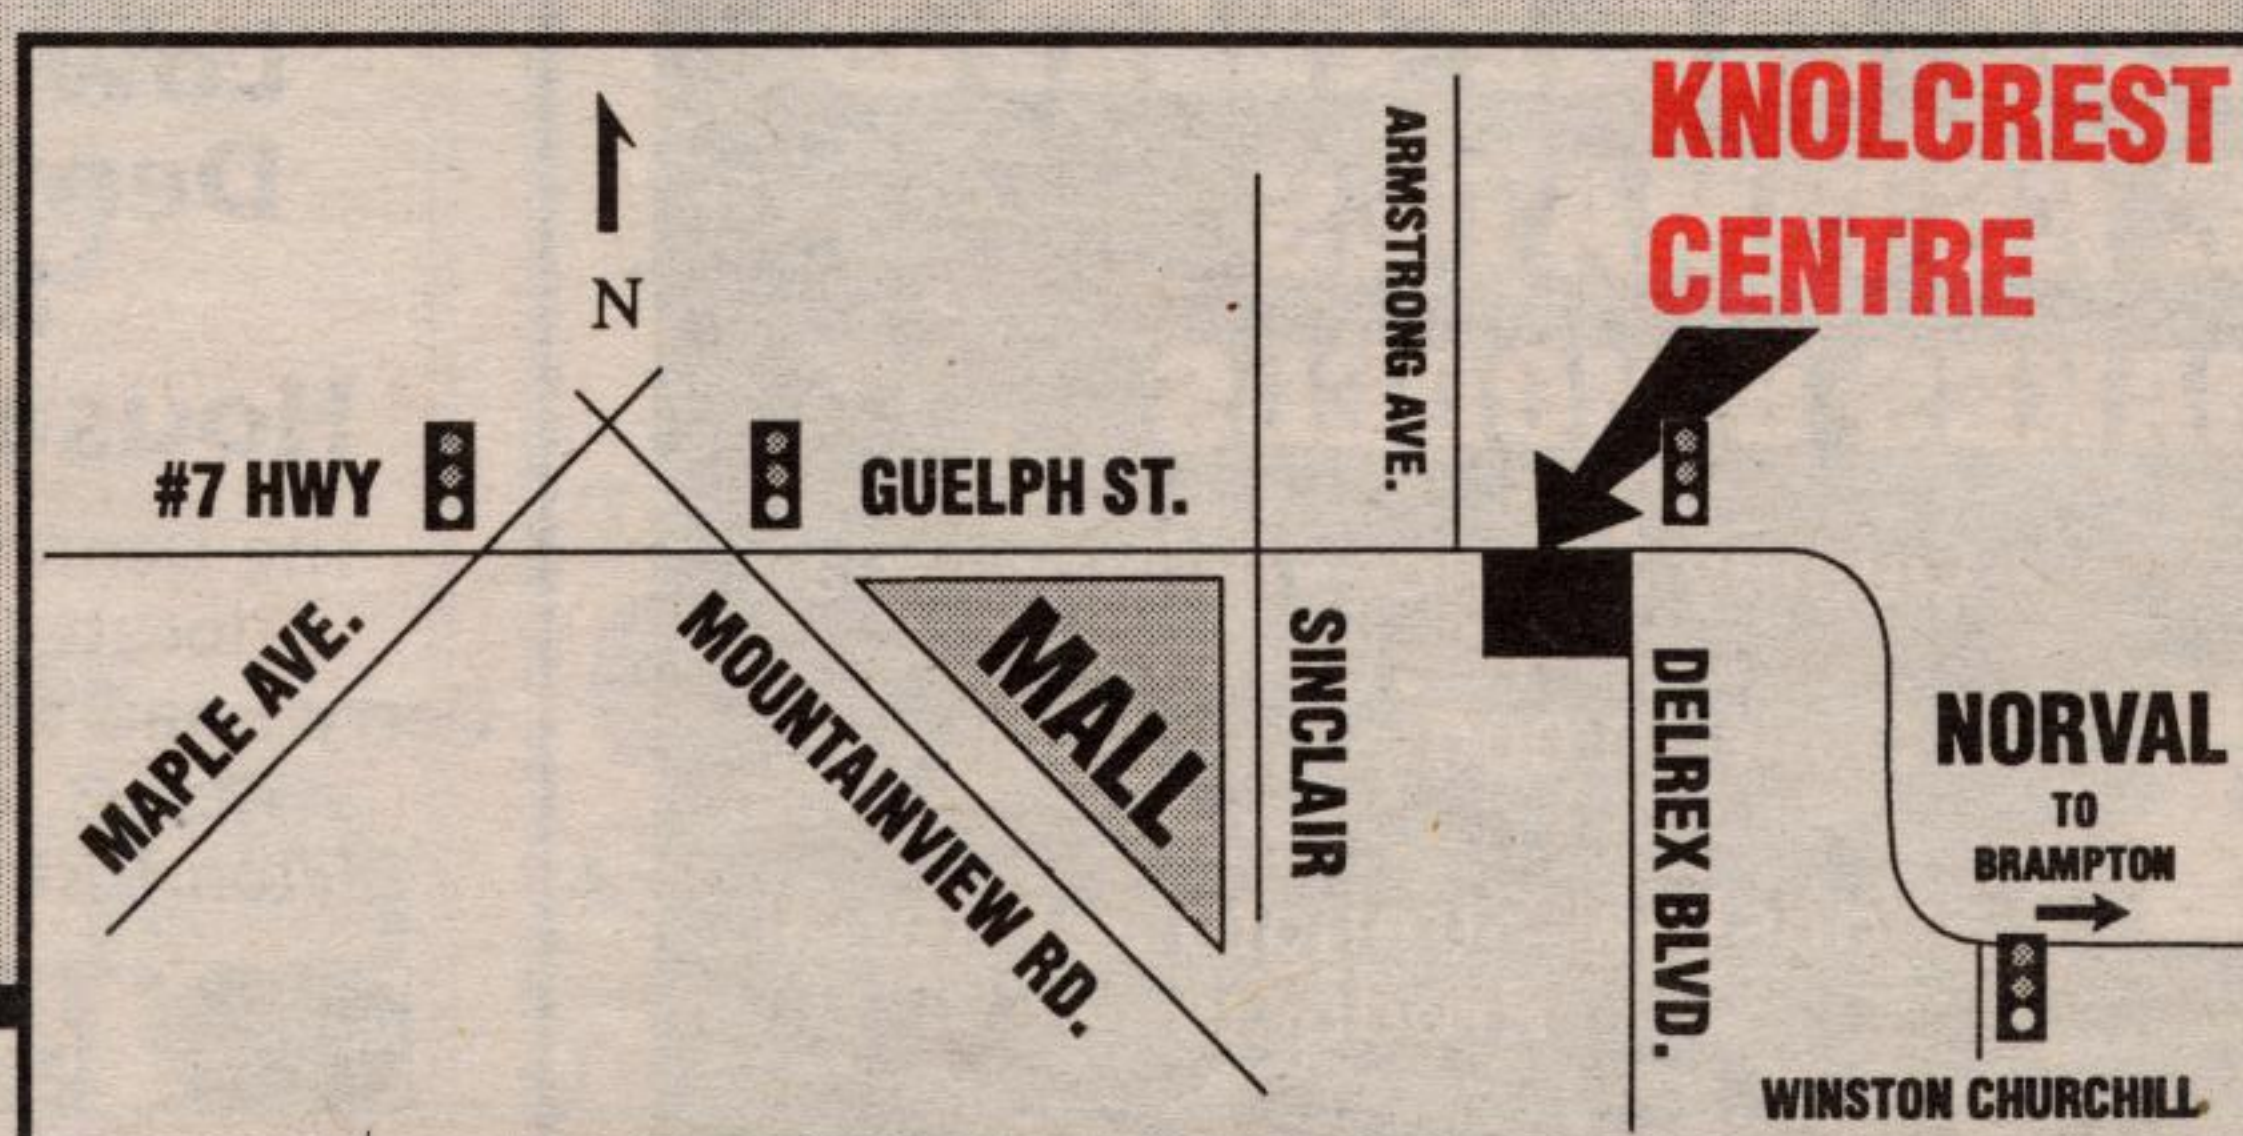 KNOLCREST
CENTRE
ARMSTRONG AVE.
N
#7 HWY
GUELPH ST.
MAPLE AVE.
MOUNTAINVIEW RD.
MALL
SINCLAIR
DELREX BLVD.
NORVAL
TO
BRAMPTON
WINSTON CHURCHILL